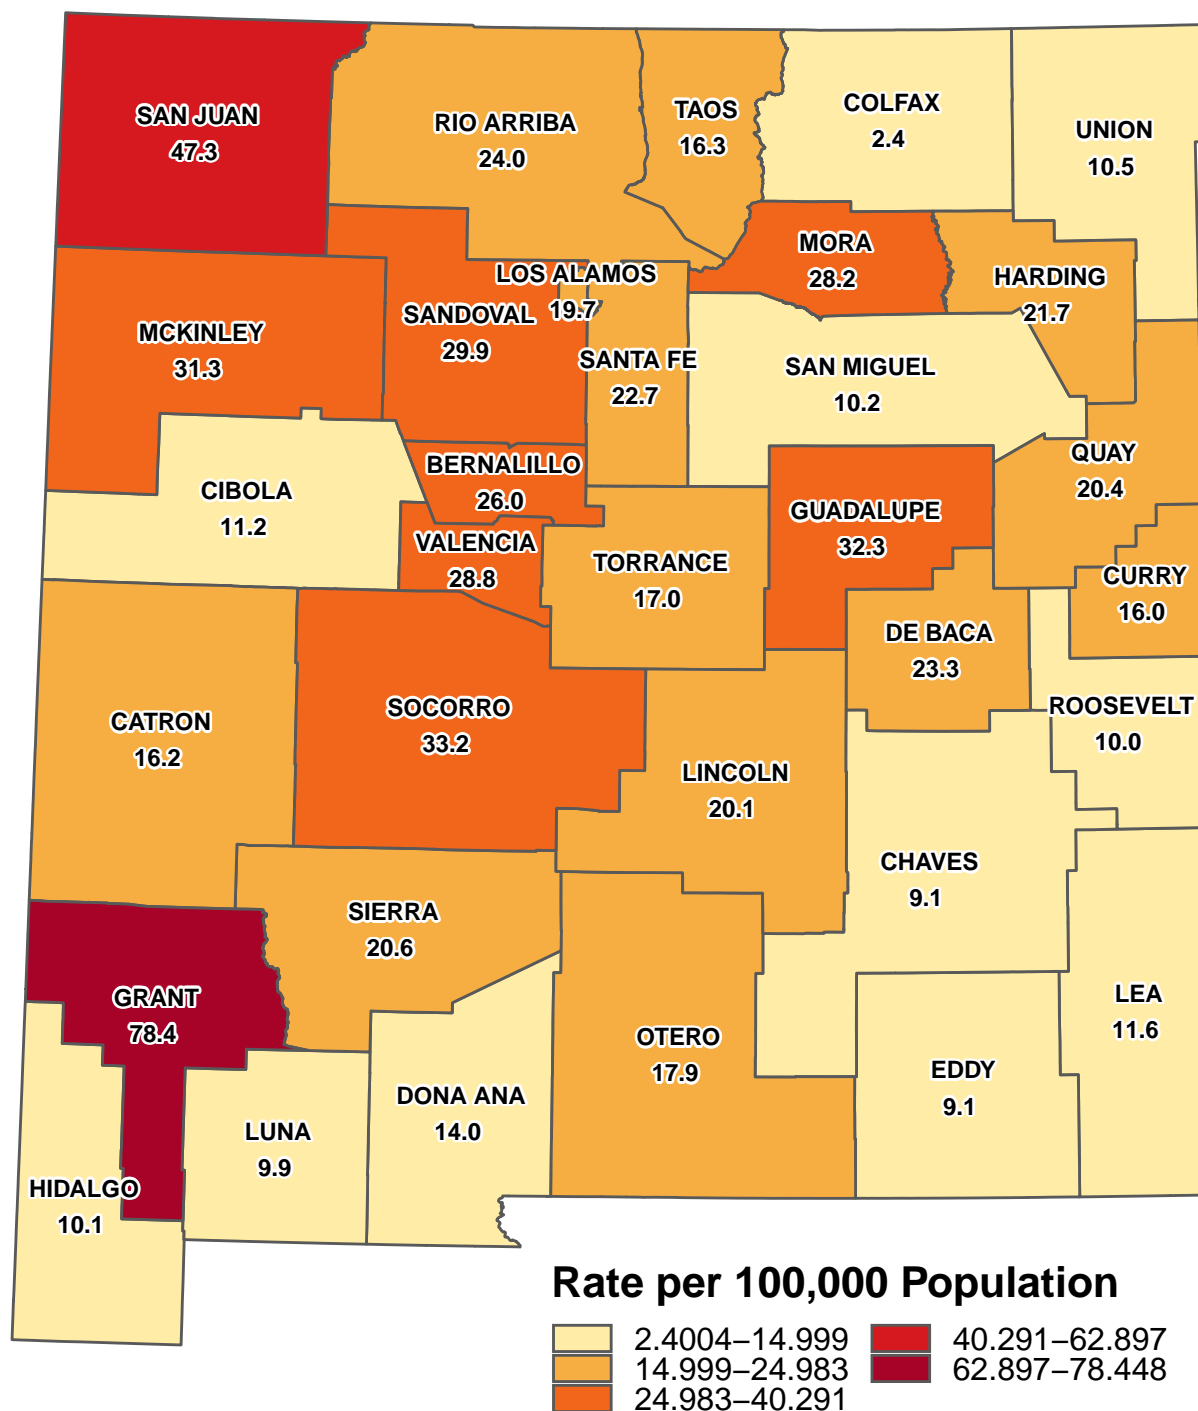 SAN JUAN
47.3
RIO ARRIBA
24.0
TAOS
16.3
COLFAX
2.4
UNION
10.5
MORA
28.2
HARDING
21.7
LOS ALAMOS
19.7
SANDOVAL
29.9
MCKINLEY
31.3
SANTA FE
22.7
SAN MIGUEL
10.2
QUAY
20.4
BERNALILLO
26.0
CIBOLA
11.2
GUADALUPE
32.3
VALENCIA
28.8
TORRANCE
17.0
CURRY
16.0
DE BACA
23.3
ROOSEVELT
10.0
SOCORRO
33.2
CATRON
16.2
LINCOLN
20.1
CHAVES
9.1
SIERRA
20.6
GRANT
78.4
LEA
11.6
OTERO
17.9
EDDY
9.1
DONA ANA
14.0
LUNA
9.9
HIDALGO
10.1
Rate per 100,000 Population
2.4004–14.999
14.999–24.983
24.983–40.291
40.291–62.897
62.897–78.448